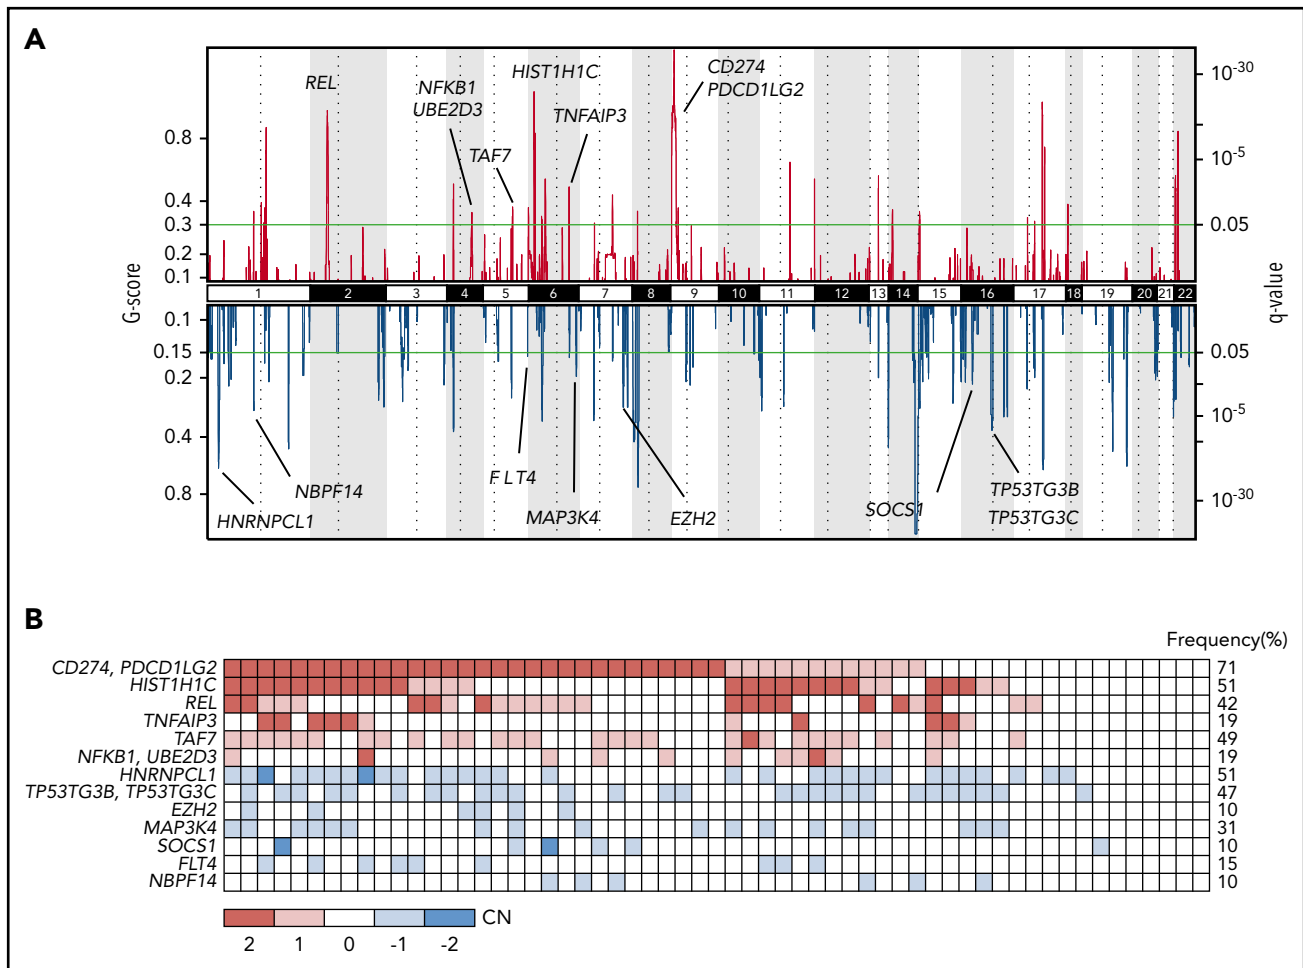 A
REL
NFKB1
UBE2D3
TAF7
HIST1H1C
TNFAIP3
CD274
PDCD1LG2
G-score
0.8
0.4
0.3
0.2
0.1
0.1
0.15
0.2
0.4
0.8
1 2 3 4 5 6 7 8 9 10 11 12 13 14 15 16 17 18 19 20 21 22
10-30
10-5
0.05
0.05
10-5
10-30
q-value
HNRNPCL1
NBPF14
FLT4
MAP3K4
EZH2
SOCS1
TP53TG3B
TP53TG3C
B
Frequency(%)
CD274, PDCD1LG2 71
HIST1H1C 51
REL 42
TNFAIP3 19
TAF7 49
NFKB1, UBE2D3 19
HNRNPCL1 51
TP53TG3B, TP53TG3C 47
EZH2 10
MAP3K4 31
SOCS1 10
FLT4 15
NBPF14 10
CN
2 1 0 -1 -2